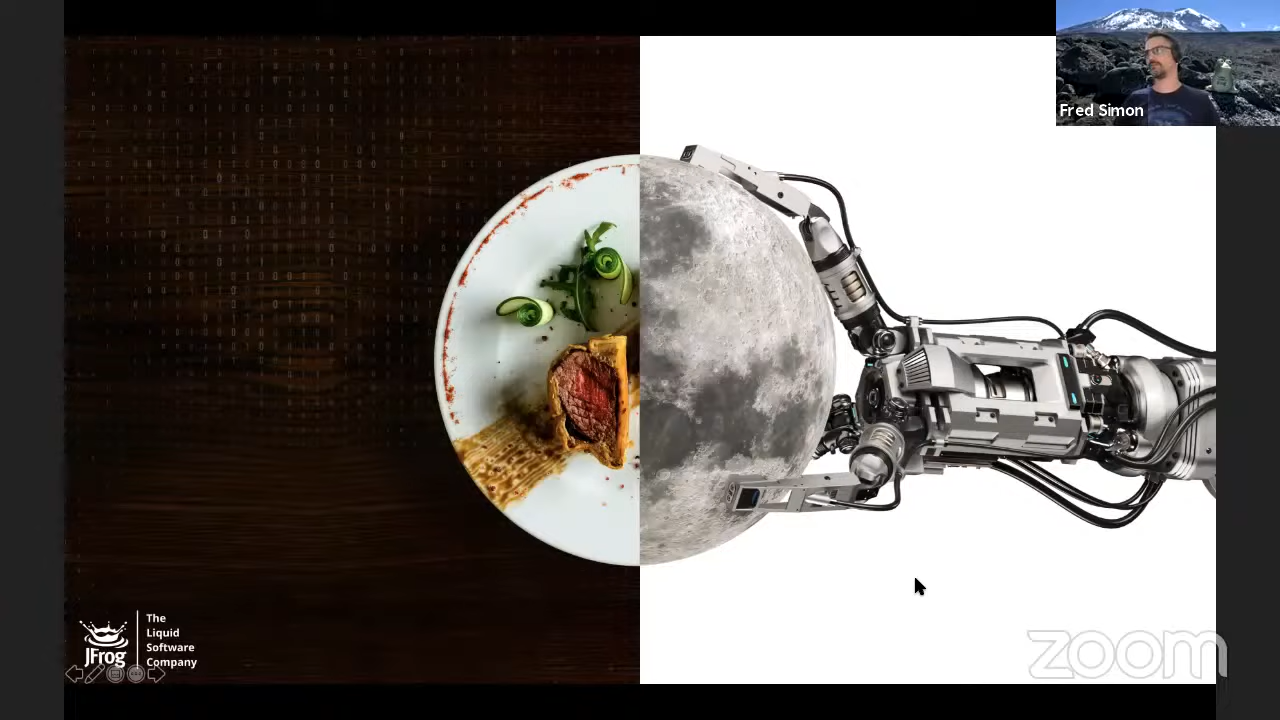 Fred Simon
The
Liquid
Software
Company
JFrog
zoom